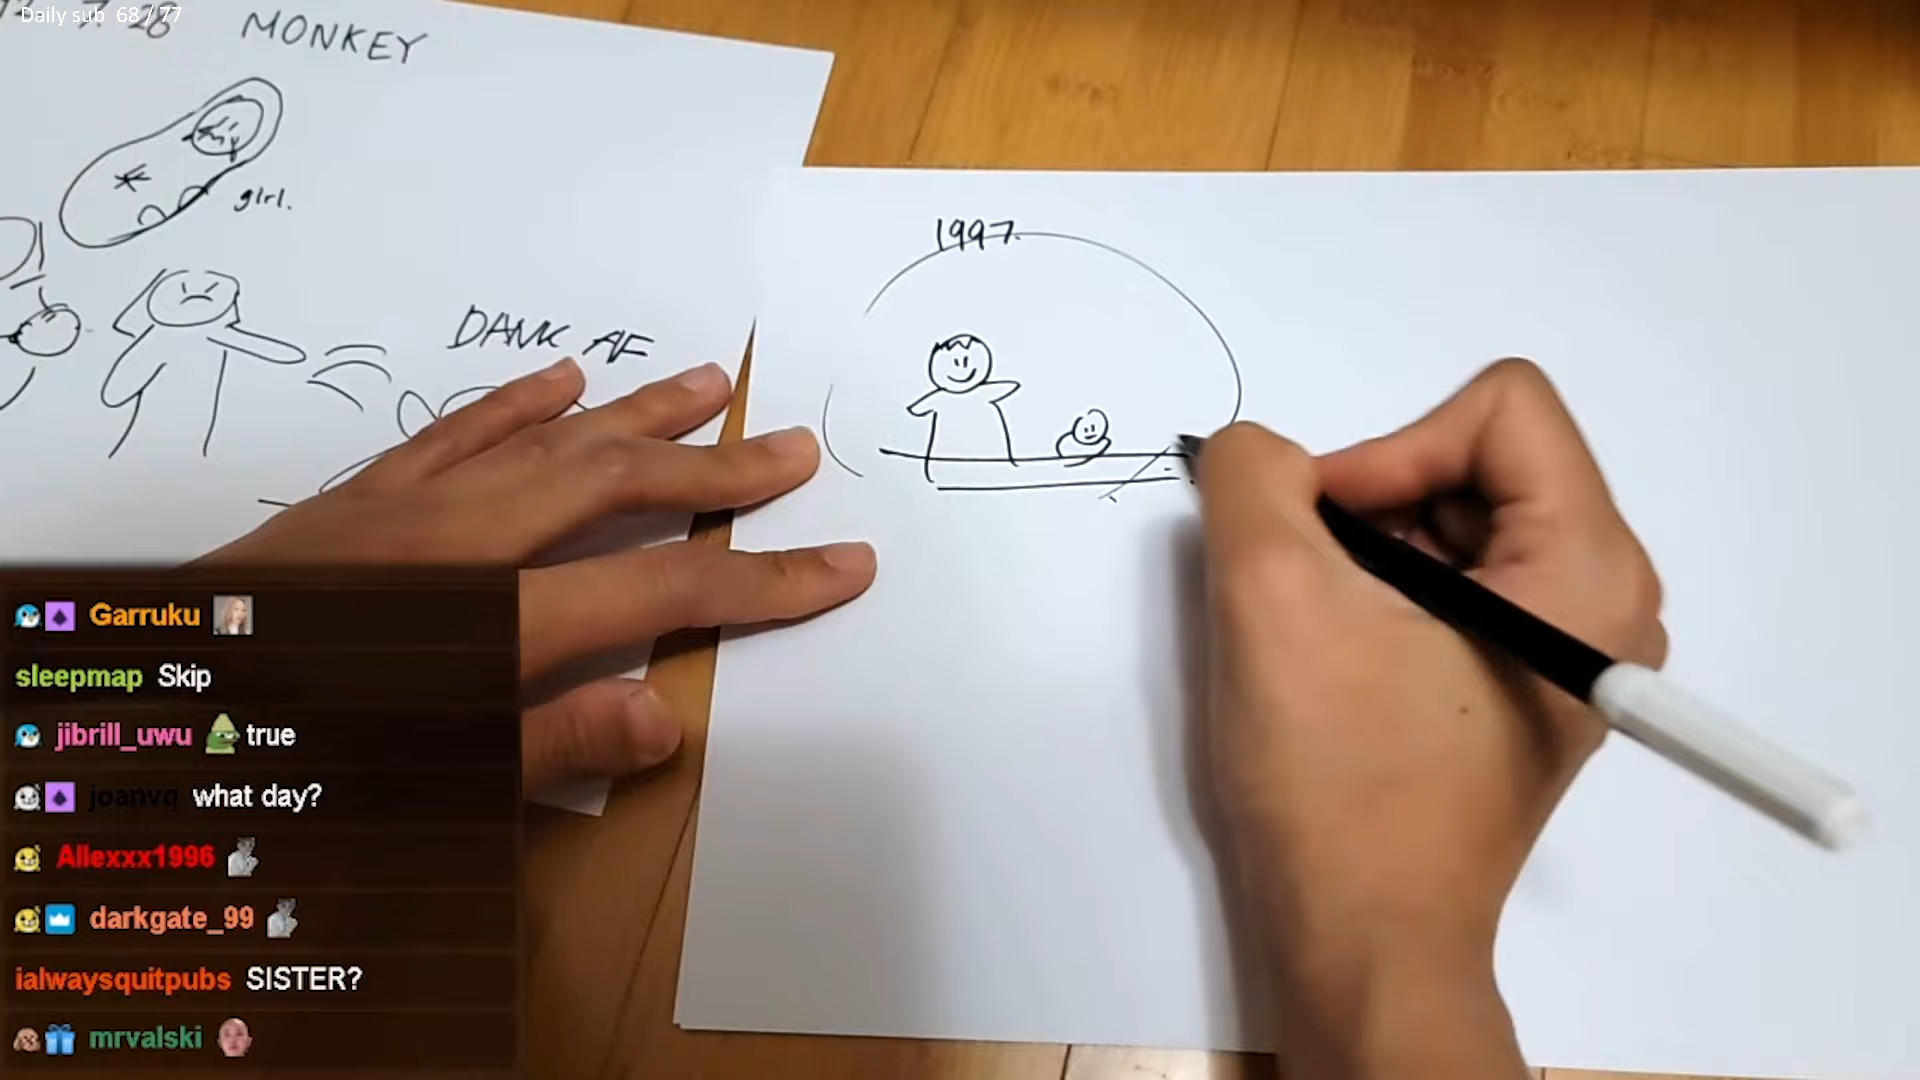 Daily sub 68 / 77
MONKEY
girl.
DANK AF
1997.
Garruku
sleepmap Skip
jibrill_uwu true
joanvq what day?
Allexxx1996
darkgate_99
ialwaysquitpubs SISTER?
mrvalski